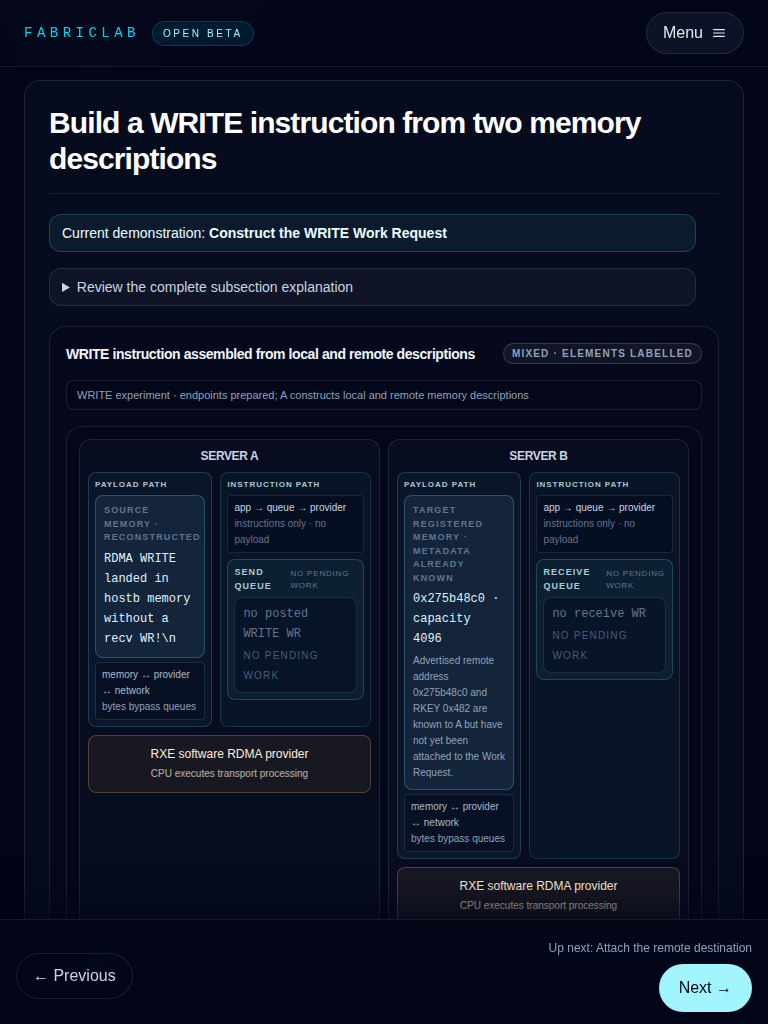 FABRICLAB
OPEN BETA
Menu
Build a WRITE instruction from two memory
descriptions
Current demonstration: Construct the WRITE Work Request
Review the complete subsection explanation
WRITE instruction assembled from local and remote descriptions
MIXED · ELEMENTS LABELLED
WRITE experiment · endpoints prepared; A constructs local and remote memory descriptions
SERVER A
PAYLOAD PATH
SOURCE
MEMORY ·
RECONSTRUCTED
RDMA WRITE
landed in
hostb memory
without a
recv WR!\n
memory ↔ provider
↔ network
bytes bypass queues
INSTRUCTION PATH
app → queue → provider
instructions only · no
payload
SEND
QUEUE
NO PENDING
WORK
no posted
WRITE WR
NO PENDING
WORK
RXE software RDMA provider
CPU executes transport processing
SERVER B
PAYLOAD PATH
TARGET
REGISTERED
MEMORY ·
METADATA
ALREADY
KNOWN
0x275b48c0 ·
capacity
4096
Advertised remote
address
0x275b48c0 and
RKEY 0x482 are
known to A but have
not yet been
attached to the Work
Request.
memory ↔ provider
↔ network
bytes bypass queues
INSTRUCTION PATH
app → queue → provider
instructions only · no
payload
RECEIVE
QUEUE
NO PENDING
WORK
no receive WR
NO PENDING
WORK
RXE software RDMA provider
CPU executes transport processing
← Previous
Up next: Attach the remote destination
Next →